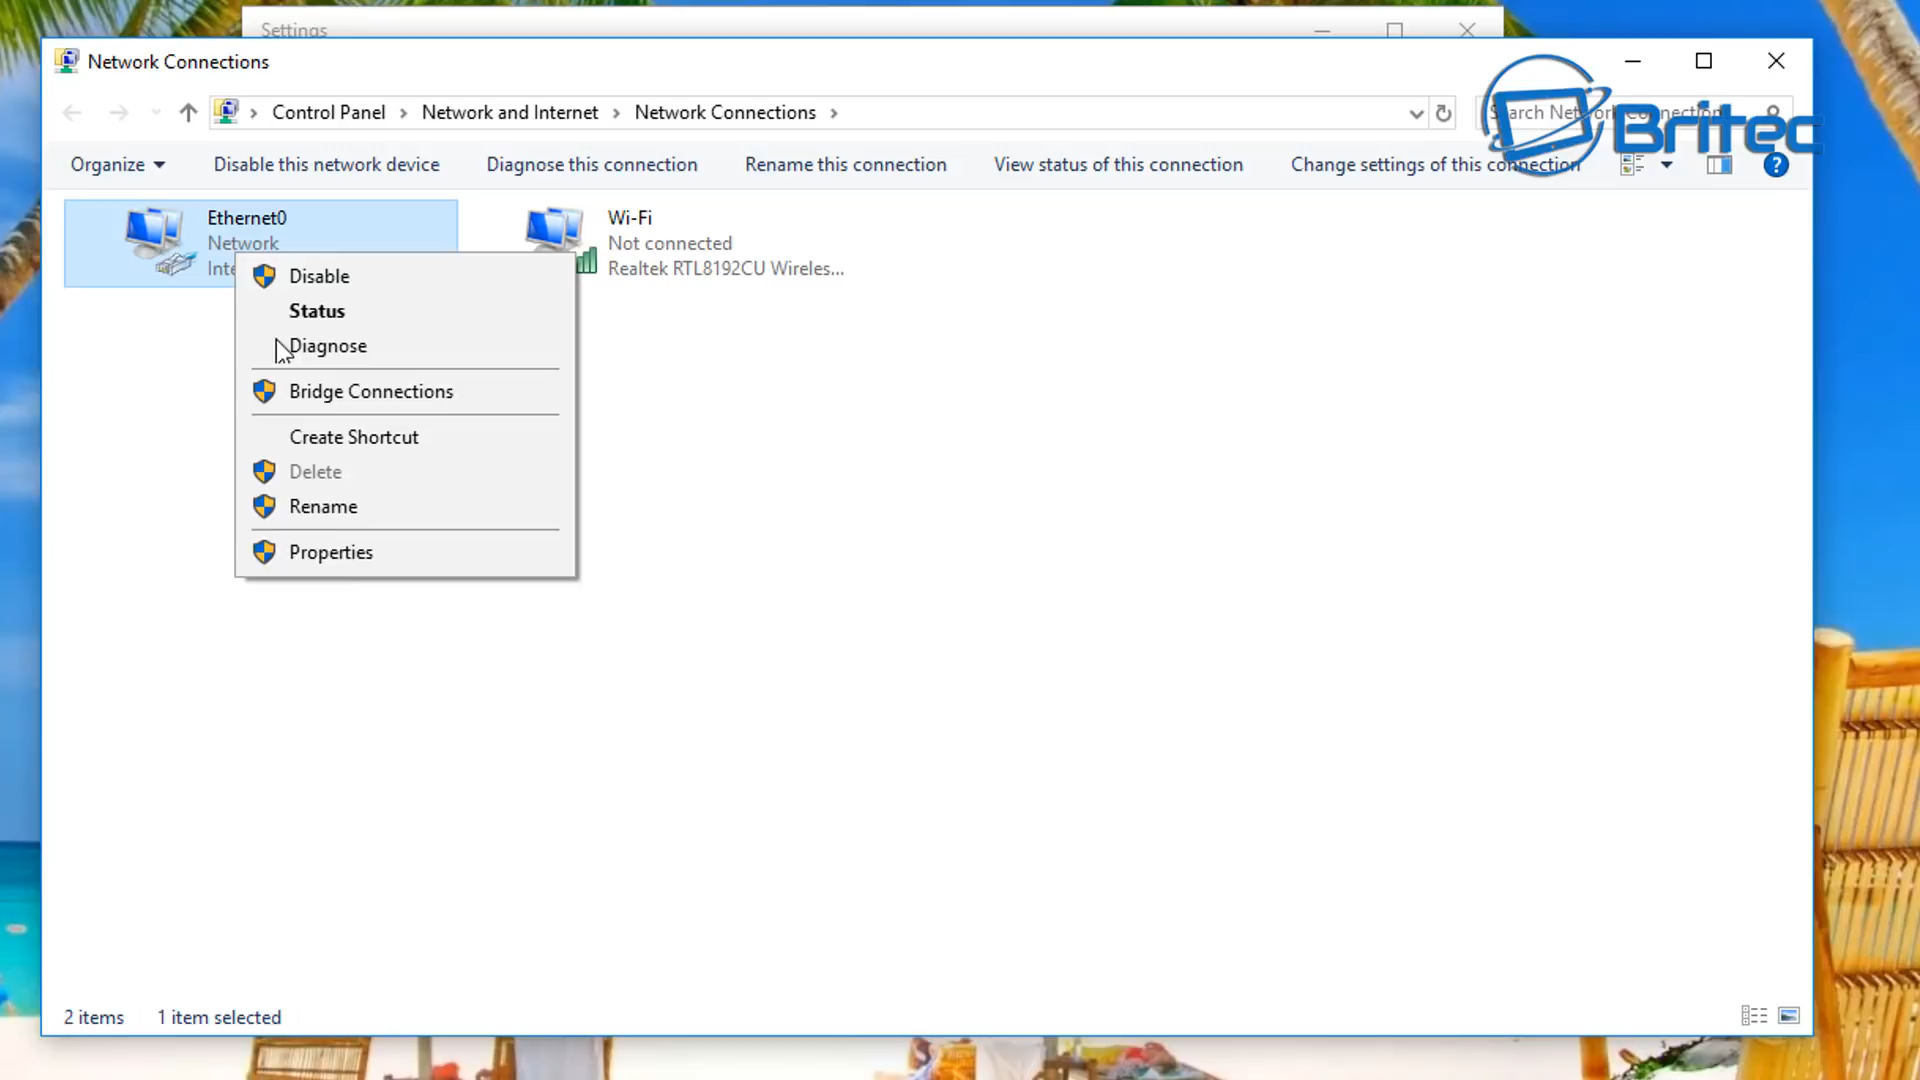 Settings
Network Connections
Control Panel > Network and Internet > Network Connections >
Britec
Organize
Disable this network device
Diagnose this connection
Rename this connection
View status of this connection
Change settings of this connection
Ethernet0
Network
Wi-Fi
Not connected
Realtek RTL8192CU Wireless...
Disable
Status
Diagnose
Bridge Connections
Create Shortcut
Delete
Rename
Properties
2 items
1 item selected